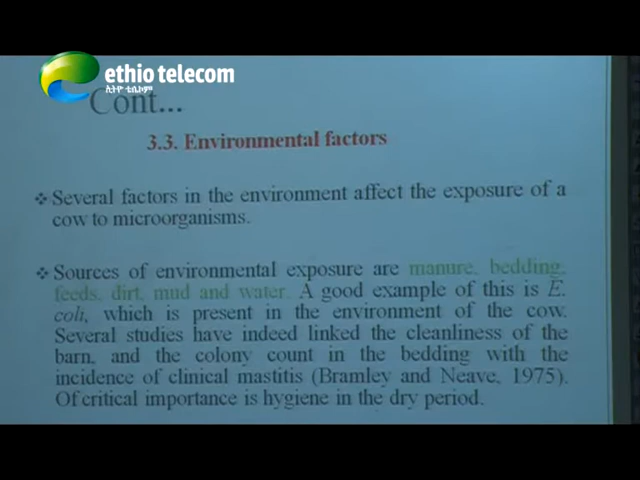 ethio telecom
ኢትዮ ቴሌኮም
Cont...
3.3. Environmental factors
❖ Several factors in the environment affect the exposure of a
cow to microorganisms.
❖ Sources of environmental exposure are manure, bedding,
feeds, dirt, mud and water. A good example of this is E.
coli, which is present in the environment of the cow.
Several studies have indeed linked the cleanliness of the
barn, and the colony count in the bedding with the
incidence of clinical mastitis (Bramley and Neave, 1975).
Of critical importance is hygiene in the dry period.